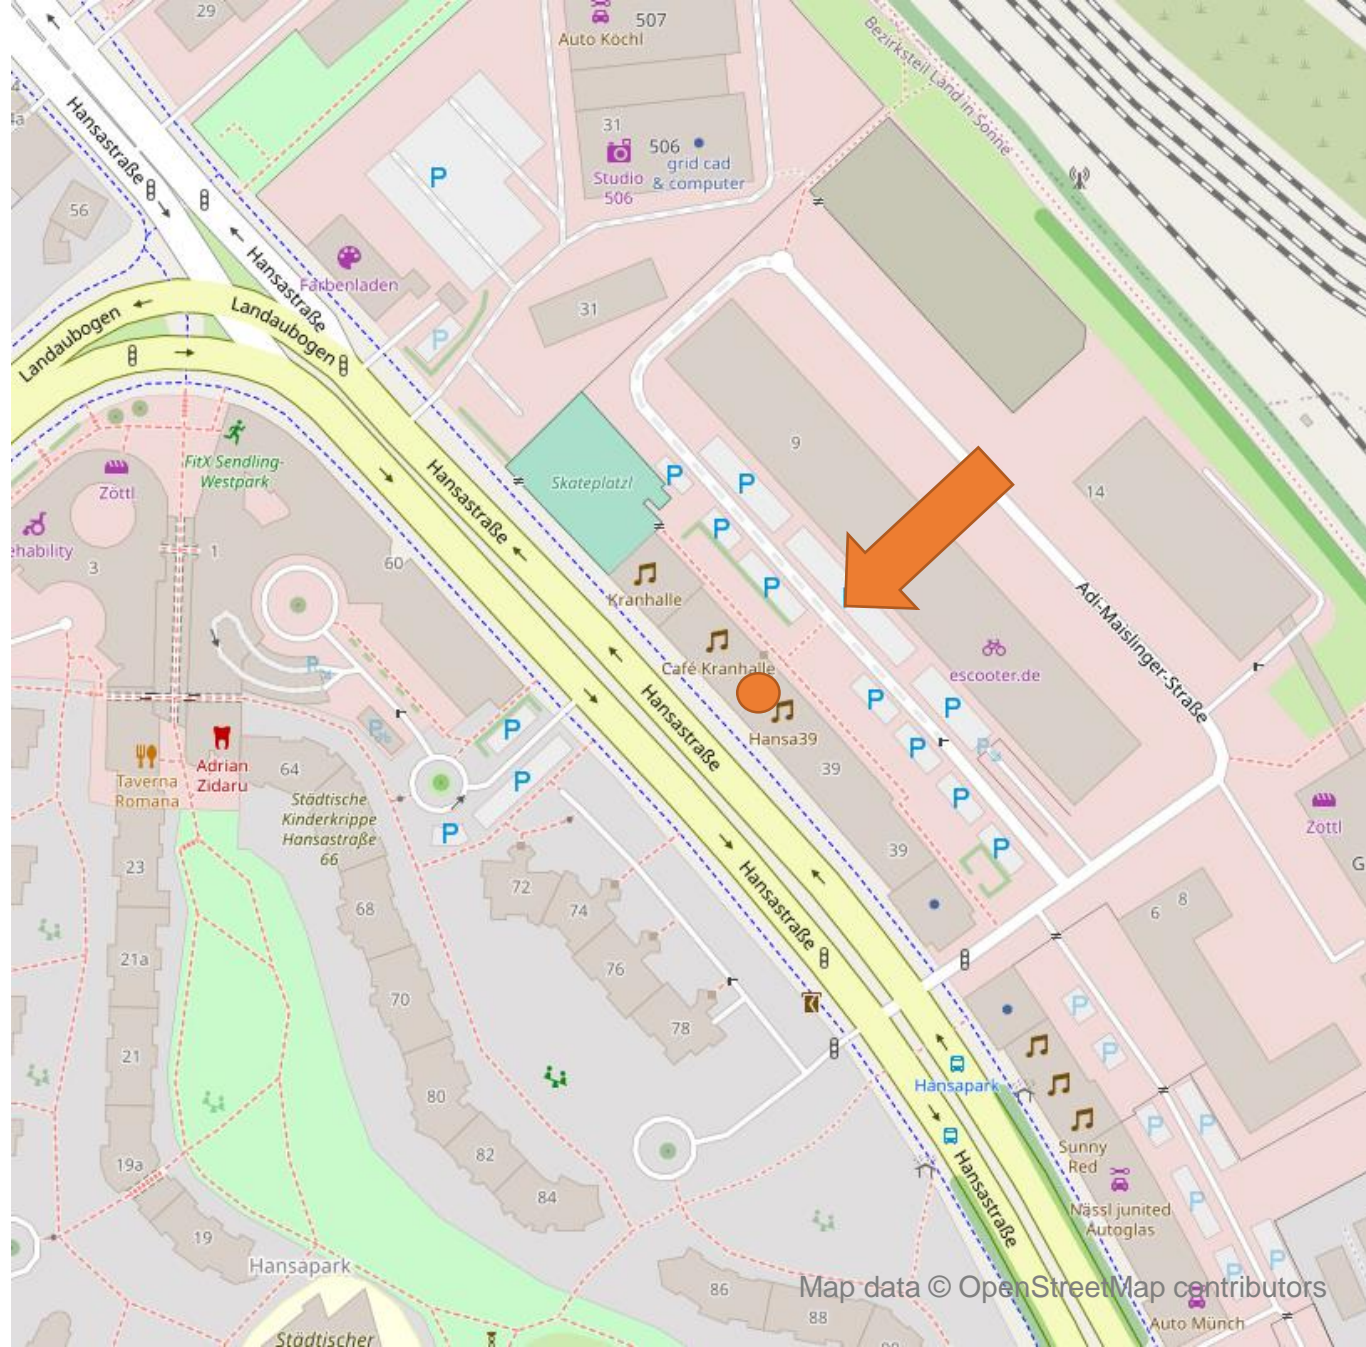 29
507
Auto Köchl
Bezirksteil Land in Sonne
Hansastraße
31
506
grid cad
& computer
Studio
506
P
56
Hansastraße
Farbenladen
Landaubogen
Landaubogen
31
P
9
FitX Sendling-
Westpark
Zöttl
Hansastraße
Skateplatzl
P
P
P
14
ehability
3
1
60
Kranhalle
P
Adi-Maislinger-Straße
Café Kranhalle
escooter.de
P
P
P
Hansastraße
Hansa39
P
P
P
P
Adrian
Zidaru
Taverna
Romana
64
39
P
P
Zöttl
Städtische
Kinderkrippe
Hansastraße
66
P
39
P
G
23
72
74
68
Hansastraße
8
6
21a
76
70
78
P
P
21
Hansapark
80
P
P
Sunny
Red
82
19a
84
Hansastraße
P
Nässl junited
Autoglas
19
Hansapark
P
P
86
Map data © OpenStreetMap contributors
88
Auto Münch
Städtischer